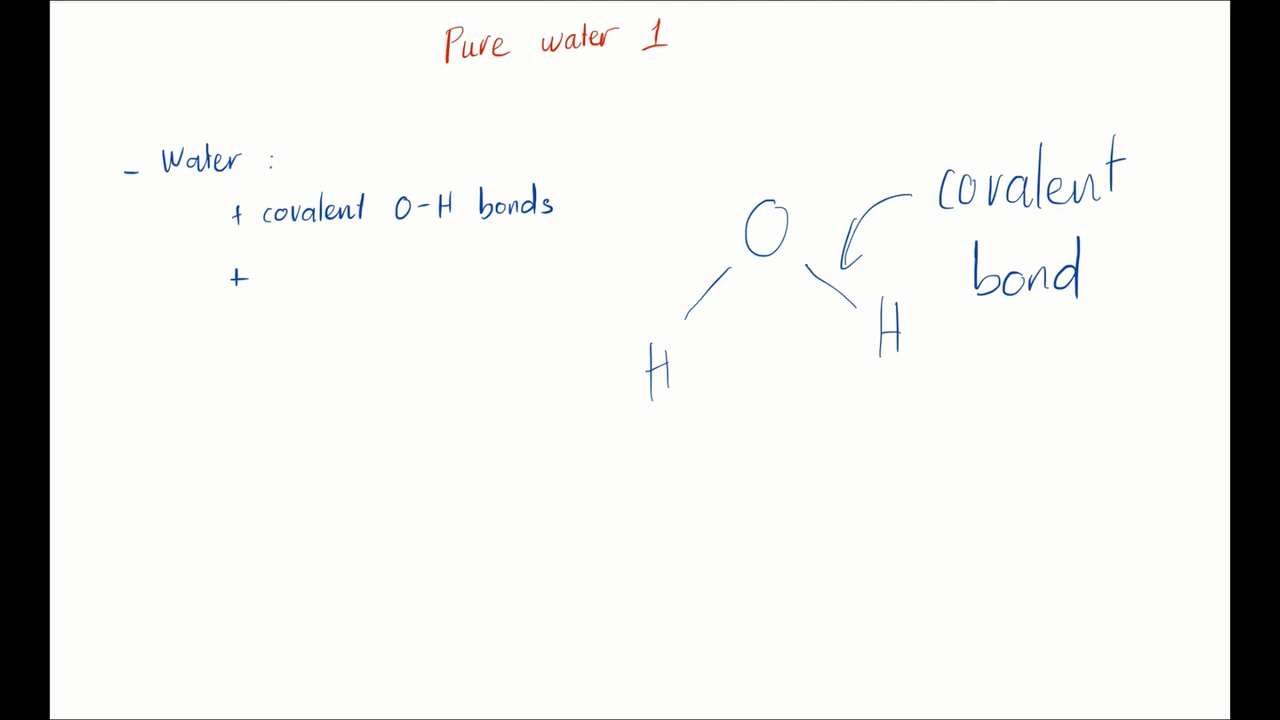 Pure water 1
- Water :
+ covalent O-H bonds
+
covalent
bond
O
H
H